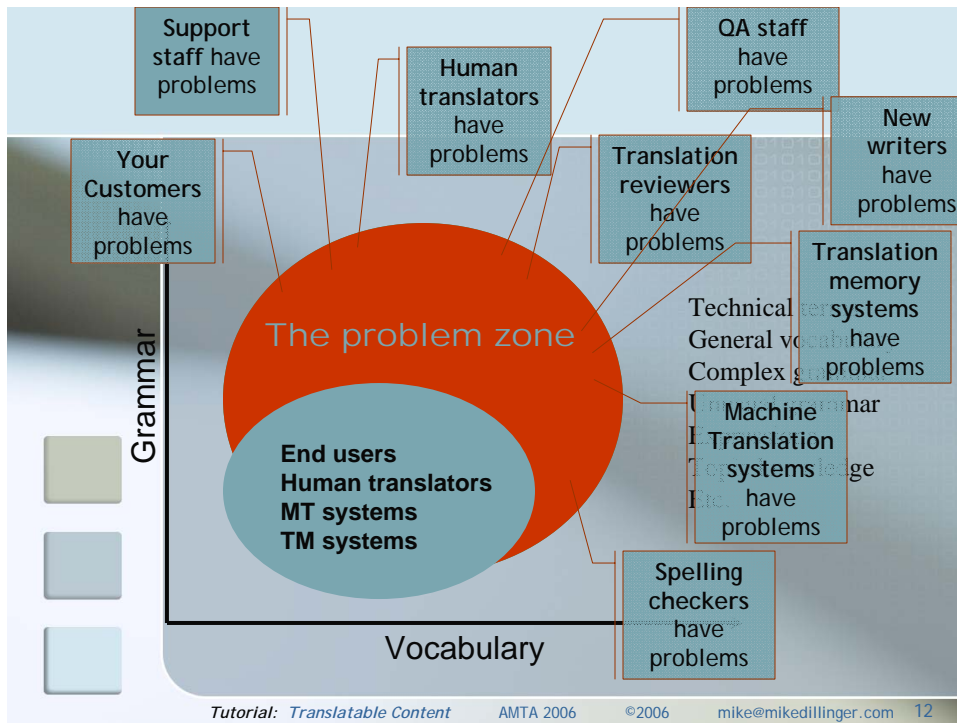 Support
staff have
problems
QA staff
have
problems
Human
translators
have
problems
New
writers
have
problems
Your
Customers
have
problems
Translation
reviewers
have
problems
Translation
memory
systems
have
problems
Technical
General
Complex
The problem zone
Grammar
Machine
Translation
systems
have
problems
End users
Human translators
MT systems
TM systems
Spelling
checkers
have
problems
Vocabulary
Tutorial: Translatable Content AMTA 2006 ©2006 mike@mikedillinger.com 12